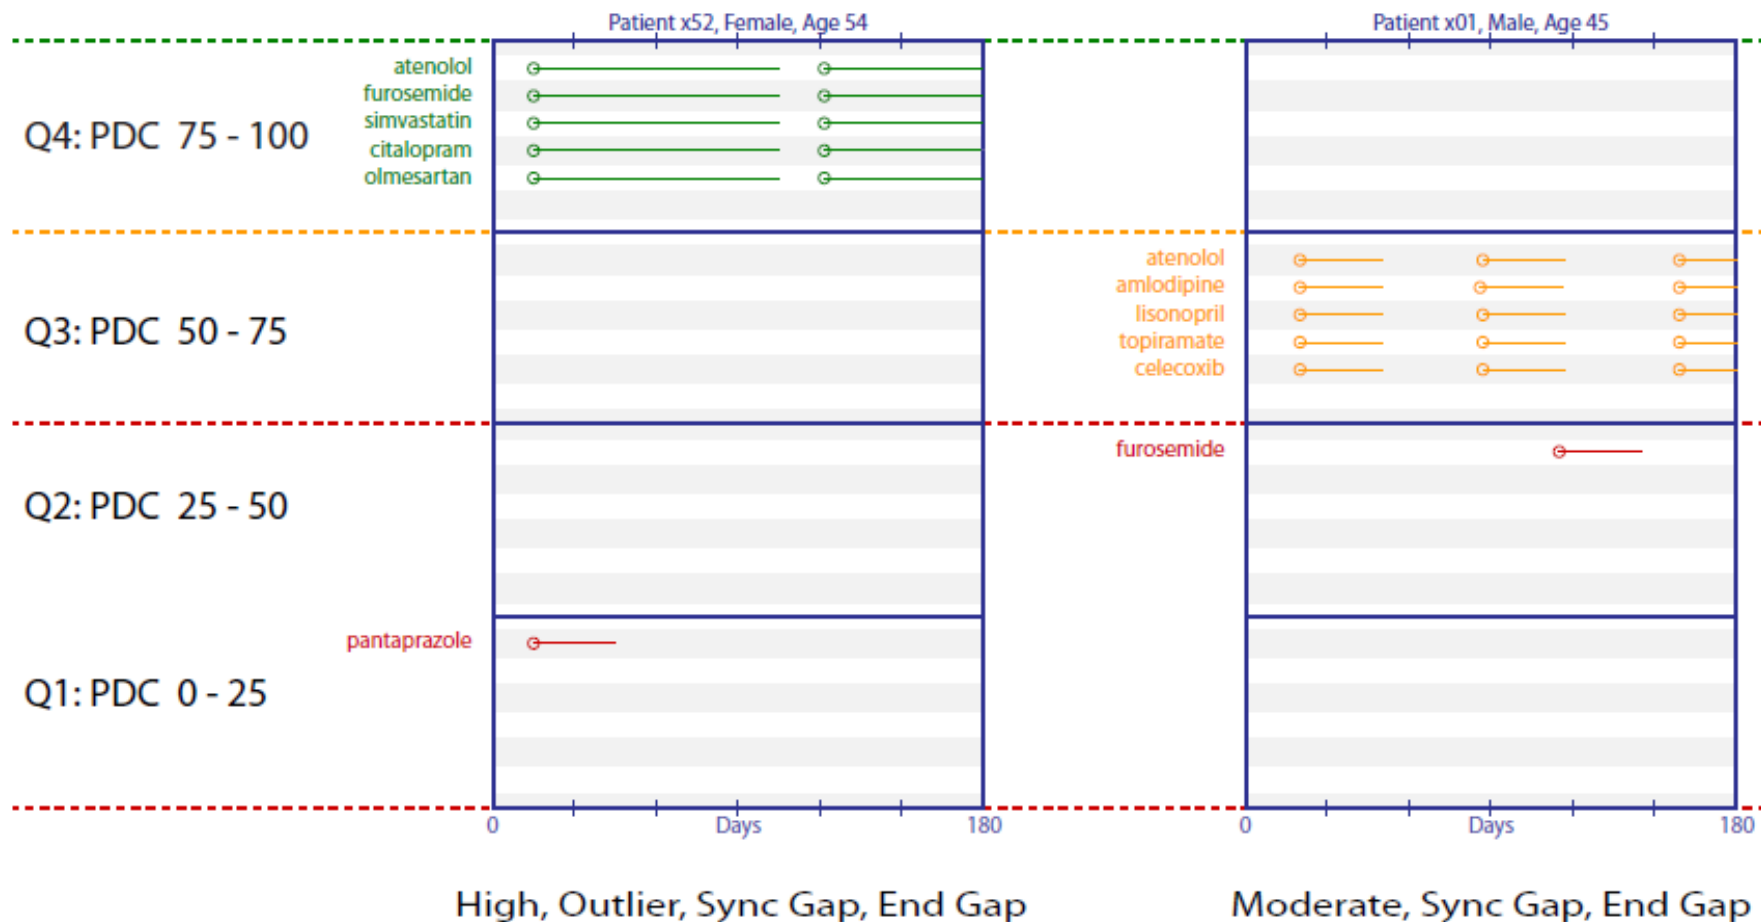 Patient x52, Female, Age 54
Patient x01, Male, Age 45
Q4: PDC 75 - 100
atenolol
furosemide
simvastatin
citalopram
olmesartan
Q3: PDC 50 - 75
atenolol
amlodipine
lisonopril
topiramate
celecoxib
Q2: PDC 25 - 50
furosemide
Q1: PDC 0 - 25
pantaprazole
0 Days 180
0 Days 180
High, Outlier, Sync Gap, End Gap
Moderate, Sync Gap, End Gap